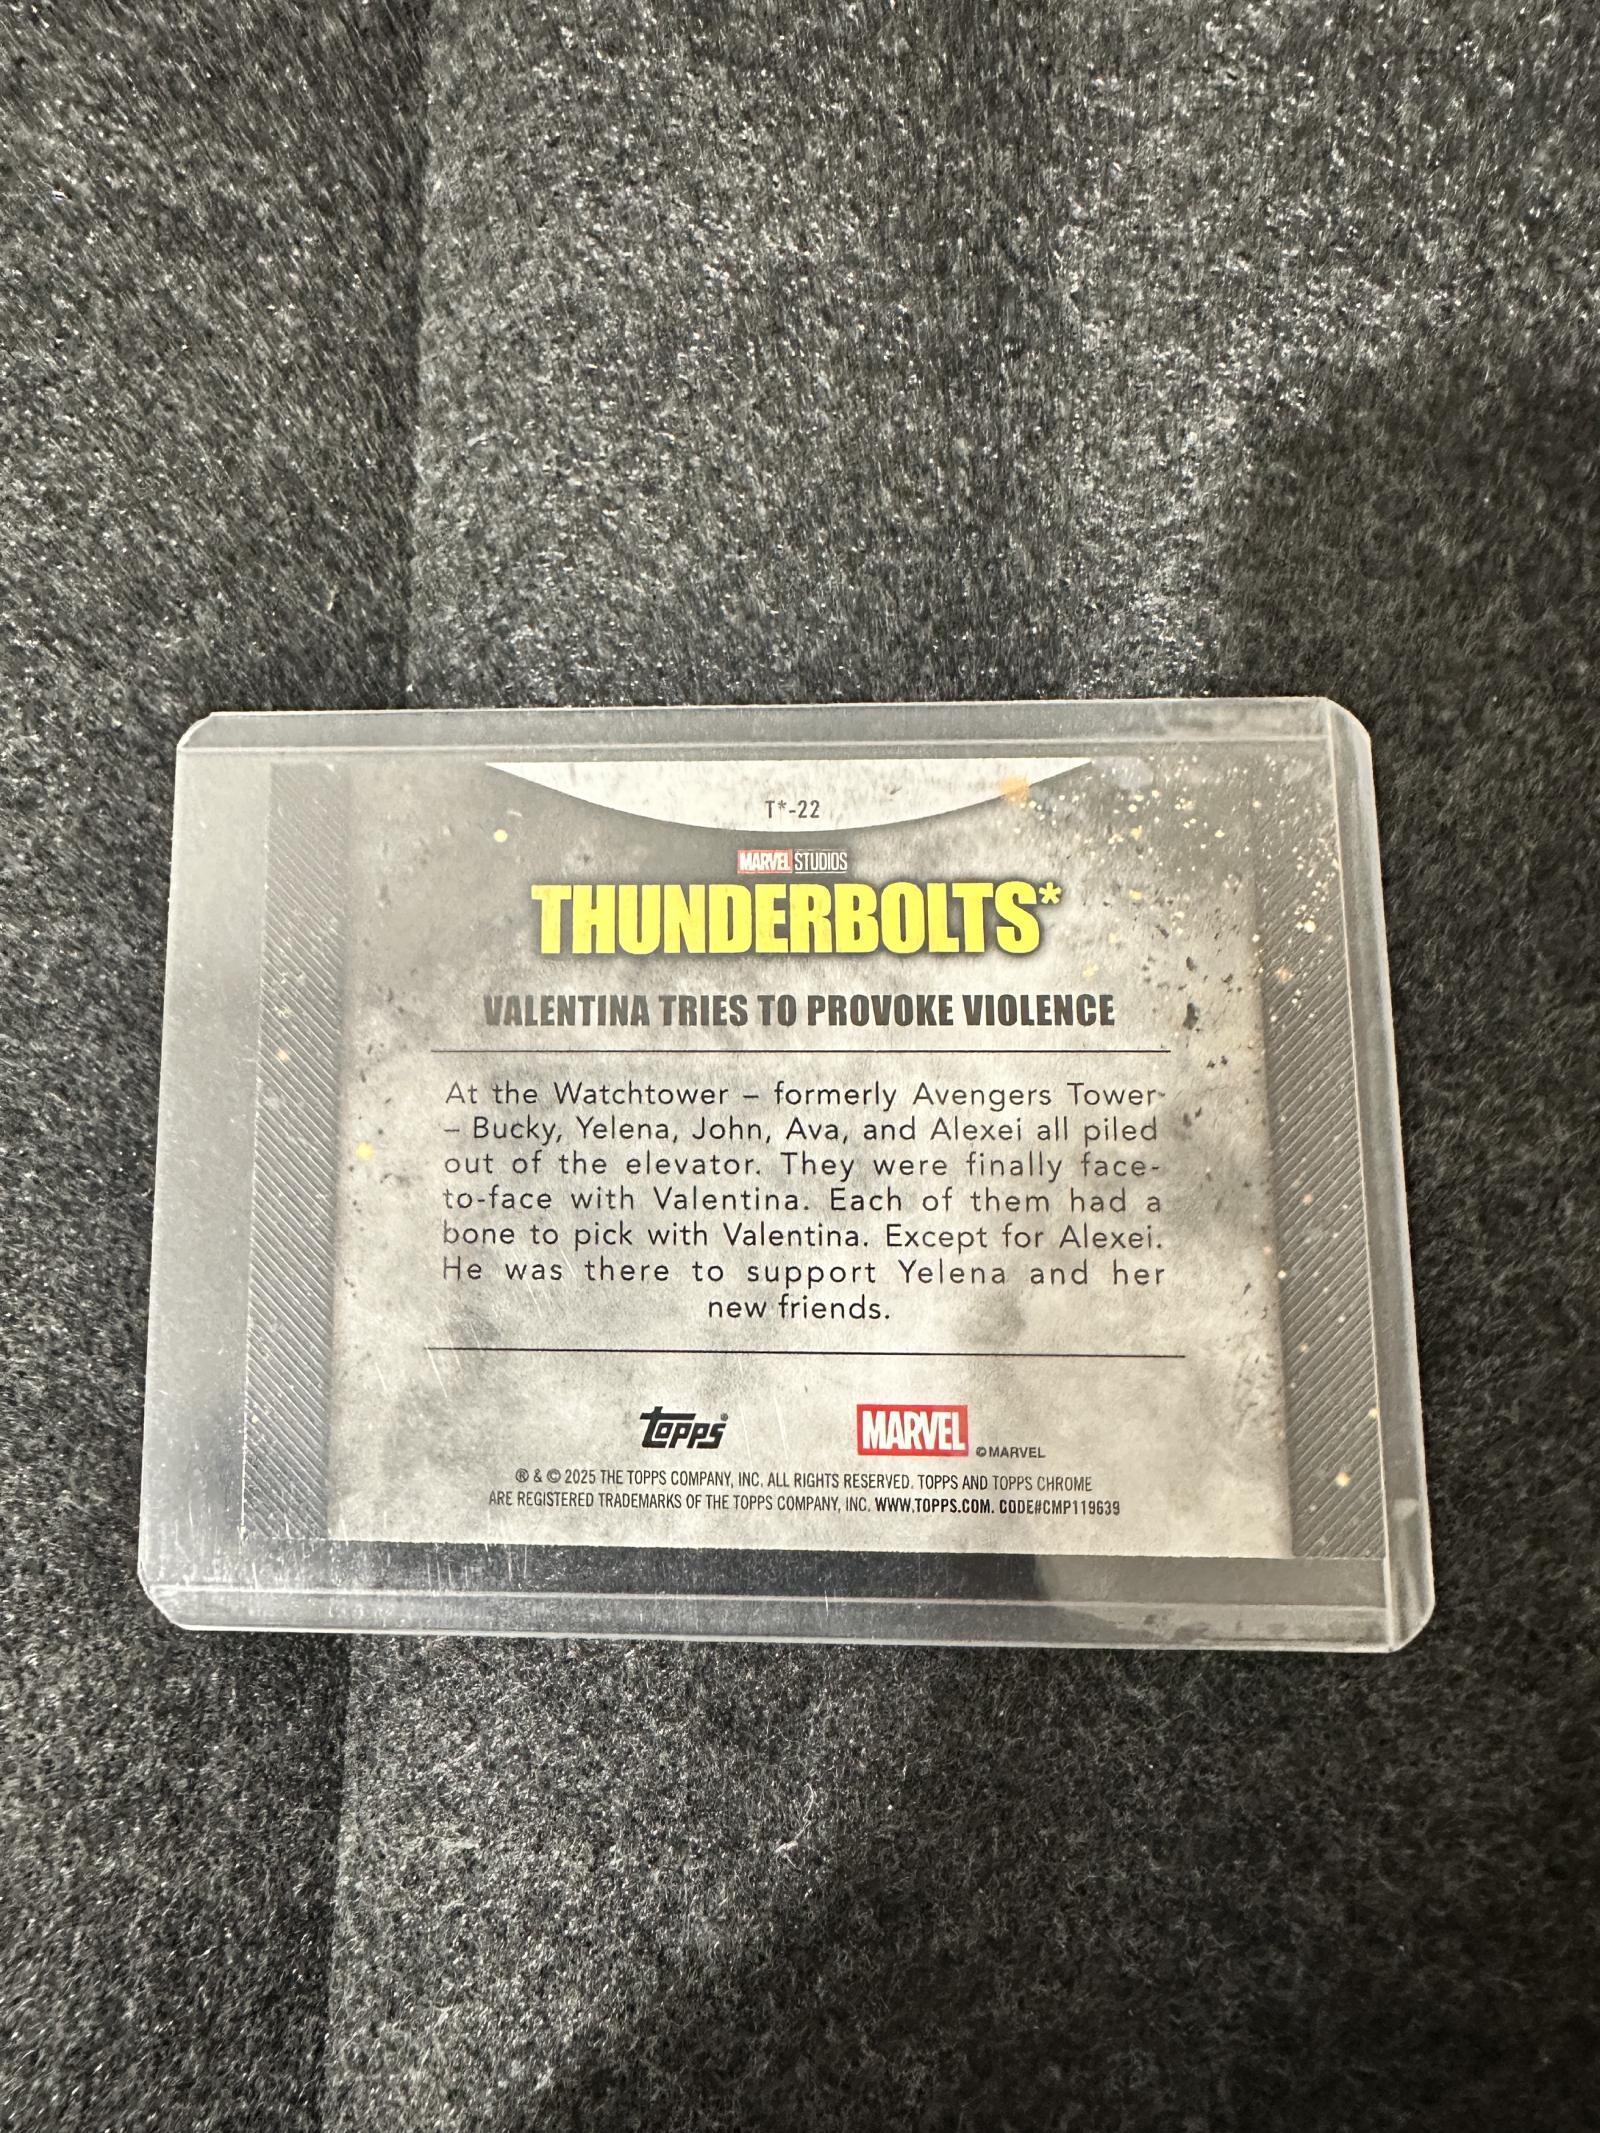 T*-22
MARVEL STUDIOS
THUNDERBOLTS*
VALENTINA TRIES TO PROVOKE VIOLENCE
At the Watchtower – formerly Avengers Tower-
– Bucky, Yelena, John, Ava, and Alexei all piled
out of the elevator. They were finally face-
to-face with Valentina. Each of them had a
bone to pick with Valentina. Except for Alexei.
He was there to support Yelena and her
new friends.
topps®
MARVEL © MARVEL
® & © 2025 THE TOPPS COMPANY, INC. ALL RIGHTS RESERVED. TOPPS AND TOPPS CHROME
ARE REGISTERED TRADEMARKS OF THE TOPPS COMPANY, INC. WWW.TOPPS.COM. CODE#CMP119639